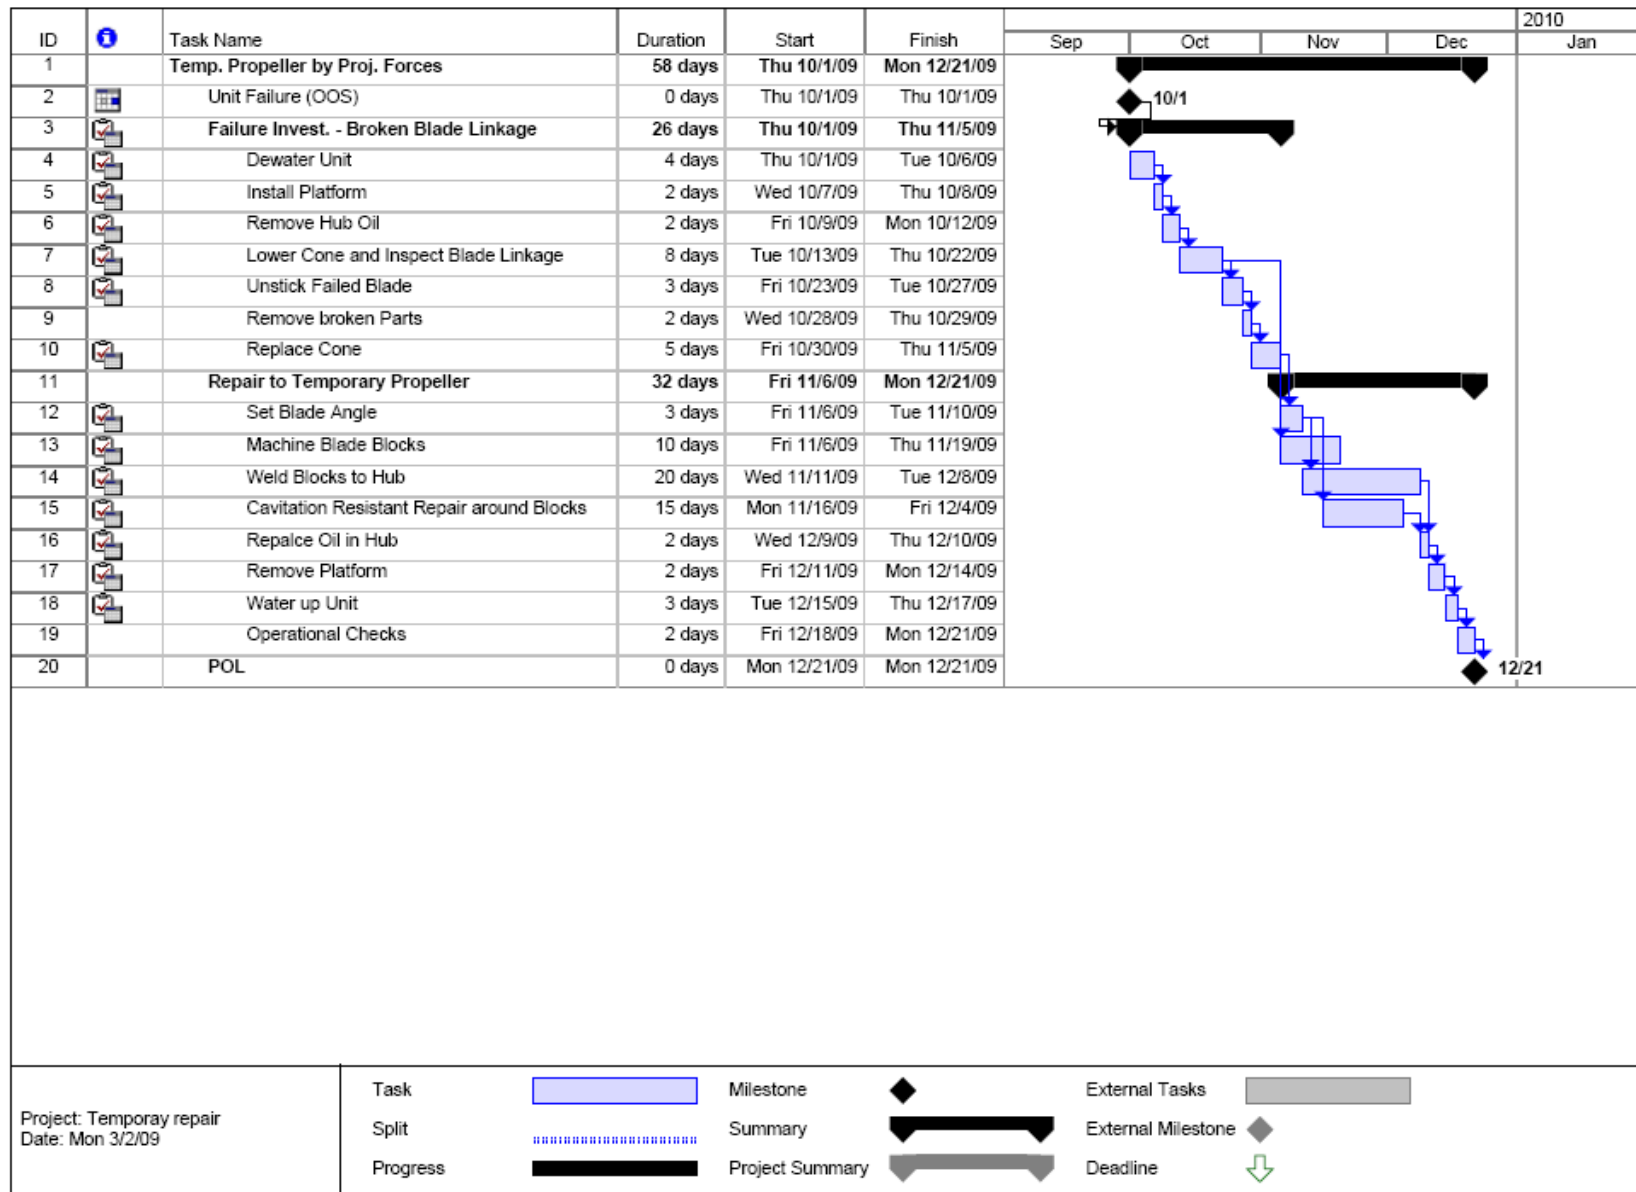 2010
ID Task Name Duration Start Finish Sep Oct Nov Dec Jan
1 Temp. Propeller by Proj. Forces 58 days Thu 10/1/09 Mon 12/21/09
2 Unit Failure (OOS) 0 days Thu 10/1/09 Thu 10/1/09 10/1
3 Failure Invest. - Broken Blade Linkage 26 days Thu 10/1/09 Thu 11/5/09
4 Dewater Unit 4 days Thu 10/1/09 Tue 10/6/09
5 Install Platform 2 days Wed 10/7/09 Thu 10/8/09
6 Remove Hub Oil 2 days Fri 10/9/09 Mon 10/12/09
7 Lower Cone and Inspect Blade Linkage 8 days Tue 10/13/09 Thu 10/22/09
8 Unstick Failed Blade 3 days Fri 10/23/09 Tue 10/27/09
9 Remove broken Parts 2 days Wed 10/28/09 Thu 10/29/09
10 Replace Cone 5 days Fri 10/30/09 Thu 11/5/09
11 Repair to Temporary Propeller 32 days Fri 11/6/09 Mon 12/21/09
12 Set Blade Angle 3 days Fri 11/6/09 Tue 11/10/09
13 Machine Blade Blocks 10 days Fri 11/6/09 Thu 11/19/09
14 Weld Blocks to Hub 20 days Wed 11/11/09 Tue 12/8/09
15 Cavitation Resistant Repair around Blocks 15 days Mon 11/16/09 Fri 12/4/09
16 Repalce Oil in Hub 2 days Wed 12/9/09 Thu 12/10/09
17 Remove Platform 2 days Fri 12/11/09 Mon 12/14/09
18 Water up Unit 3 days Tue 12/15/09 Thu 12/17/09
19 Operational Checks 2 days Fri 12/18/09 Mon 12/21/09
20 POL 0 days Mon 12/21/09 Mon 12/21/09 12/21
Project: Temporay repair
Date: Mon 3/2/09
Task Milestone External Tasks
Split Summary External Milestone
Progress Project Summary Deadline